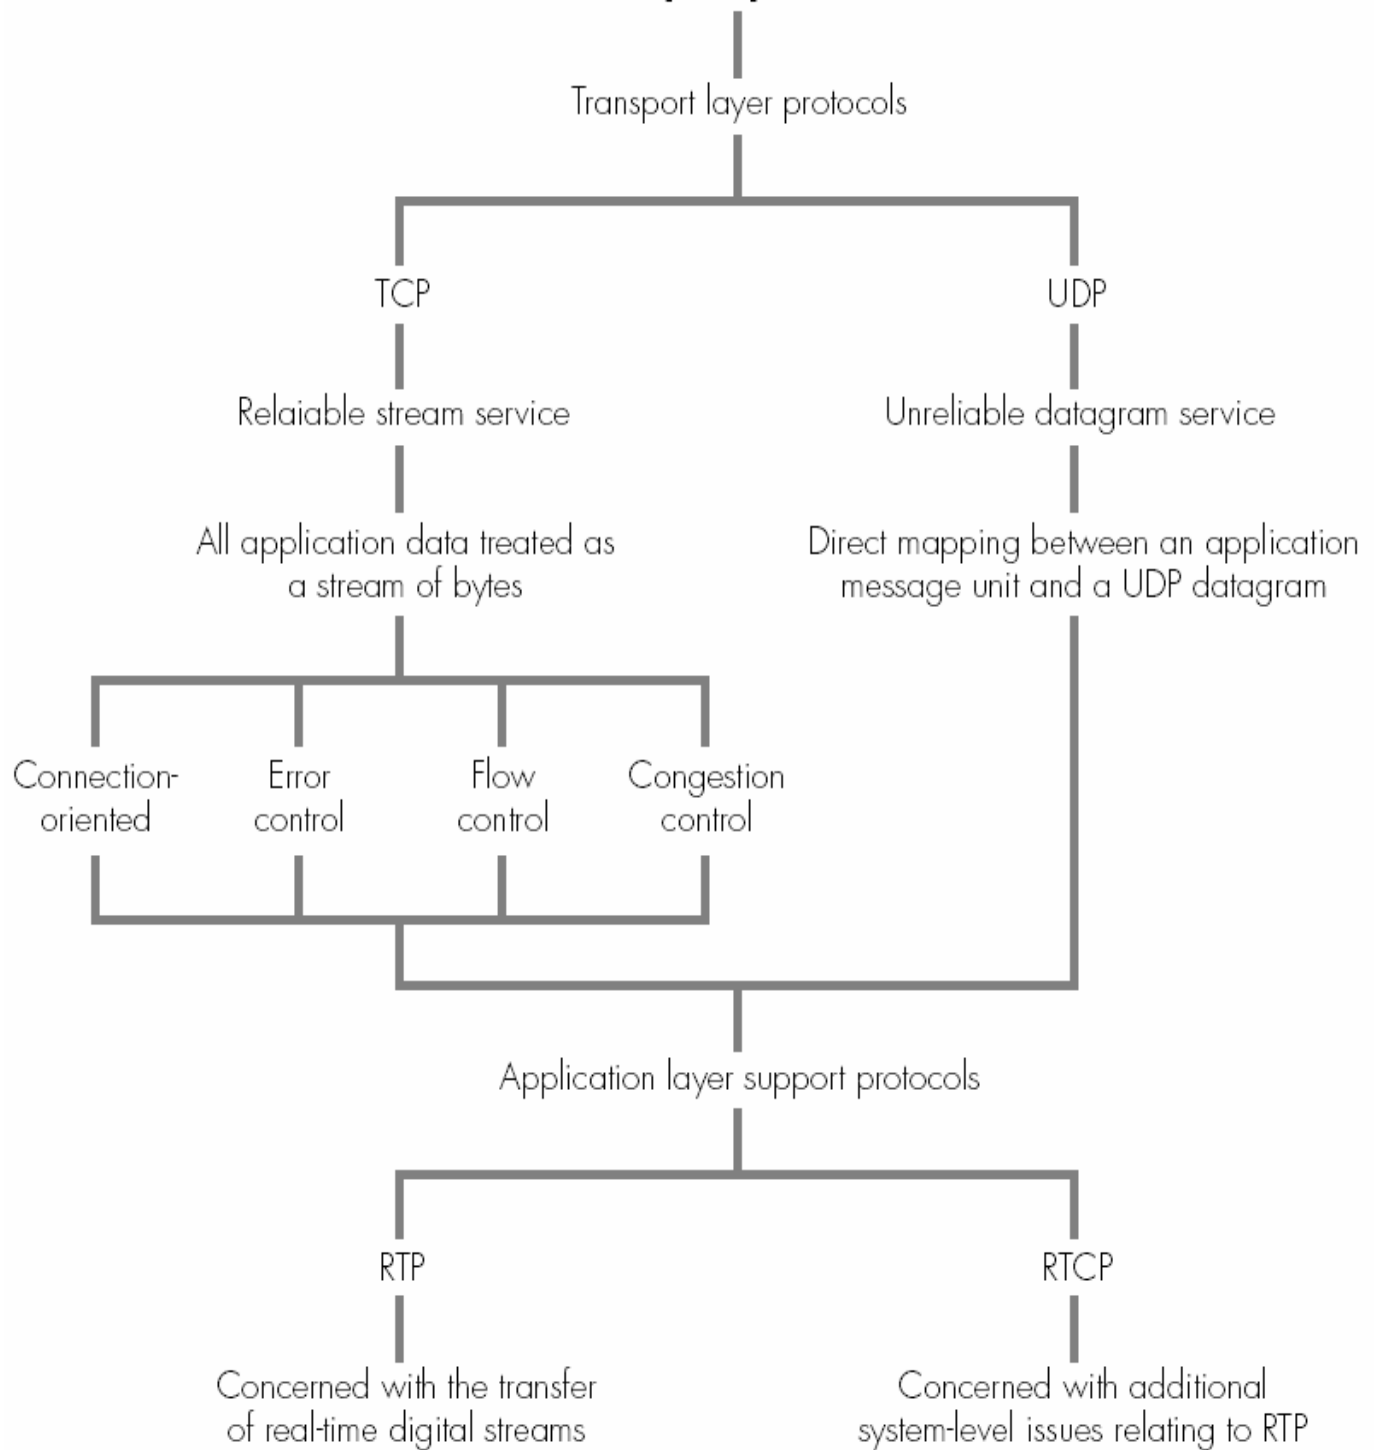 Transport layer protocols
TCP
UDP
Relaiable stream service
Unreliable datagram service
All application data treated as
a stream of bytes
Direct mapping between an application
message unit and a UDP datagram
Connection-
oriented
Error
control
Flow
control
Congestion
control
Application layer support protocols
RTP
RTCP
Concerned with the transfer
of real-time digital streams
Concerned with additional
system-level issues relating to RTP